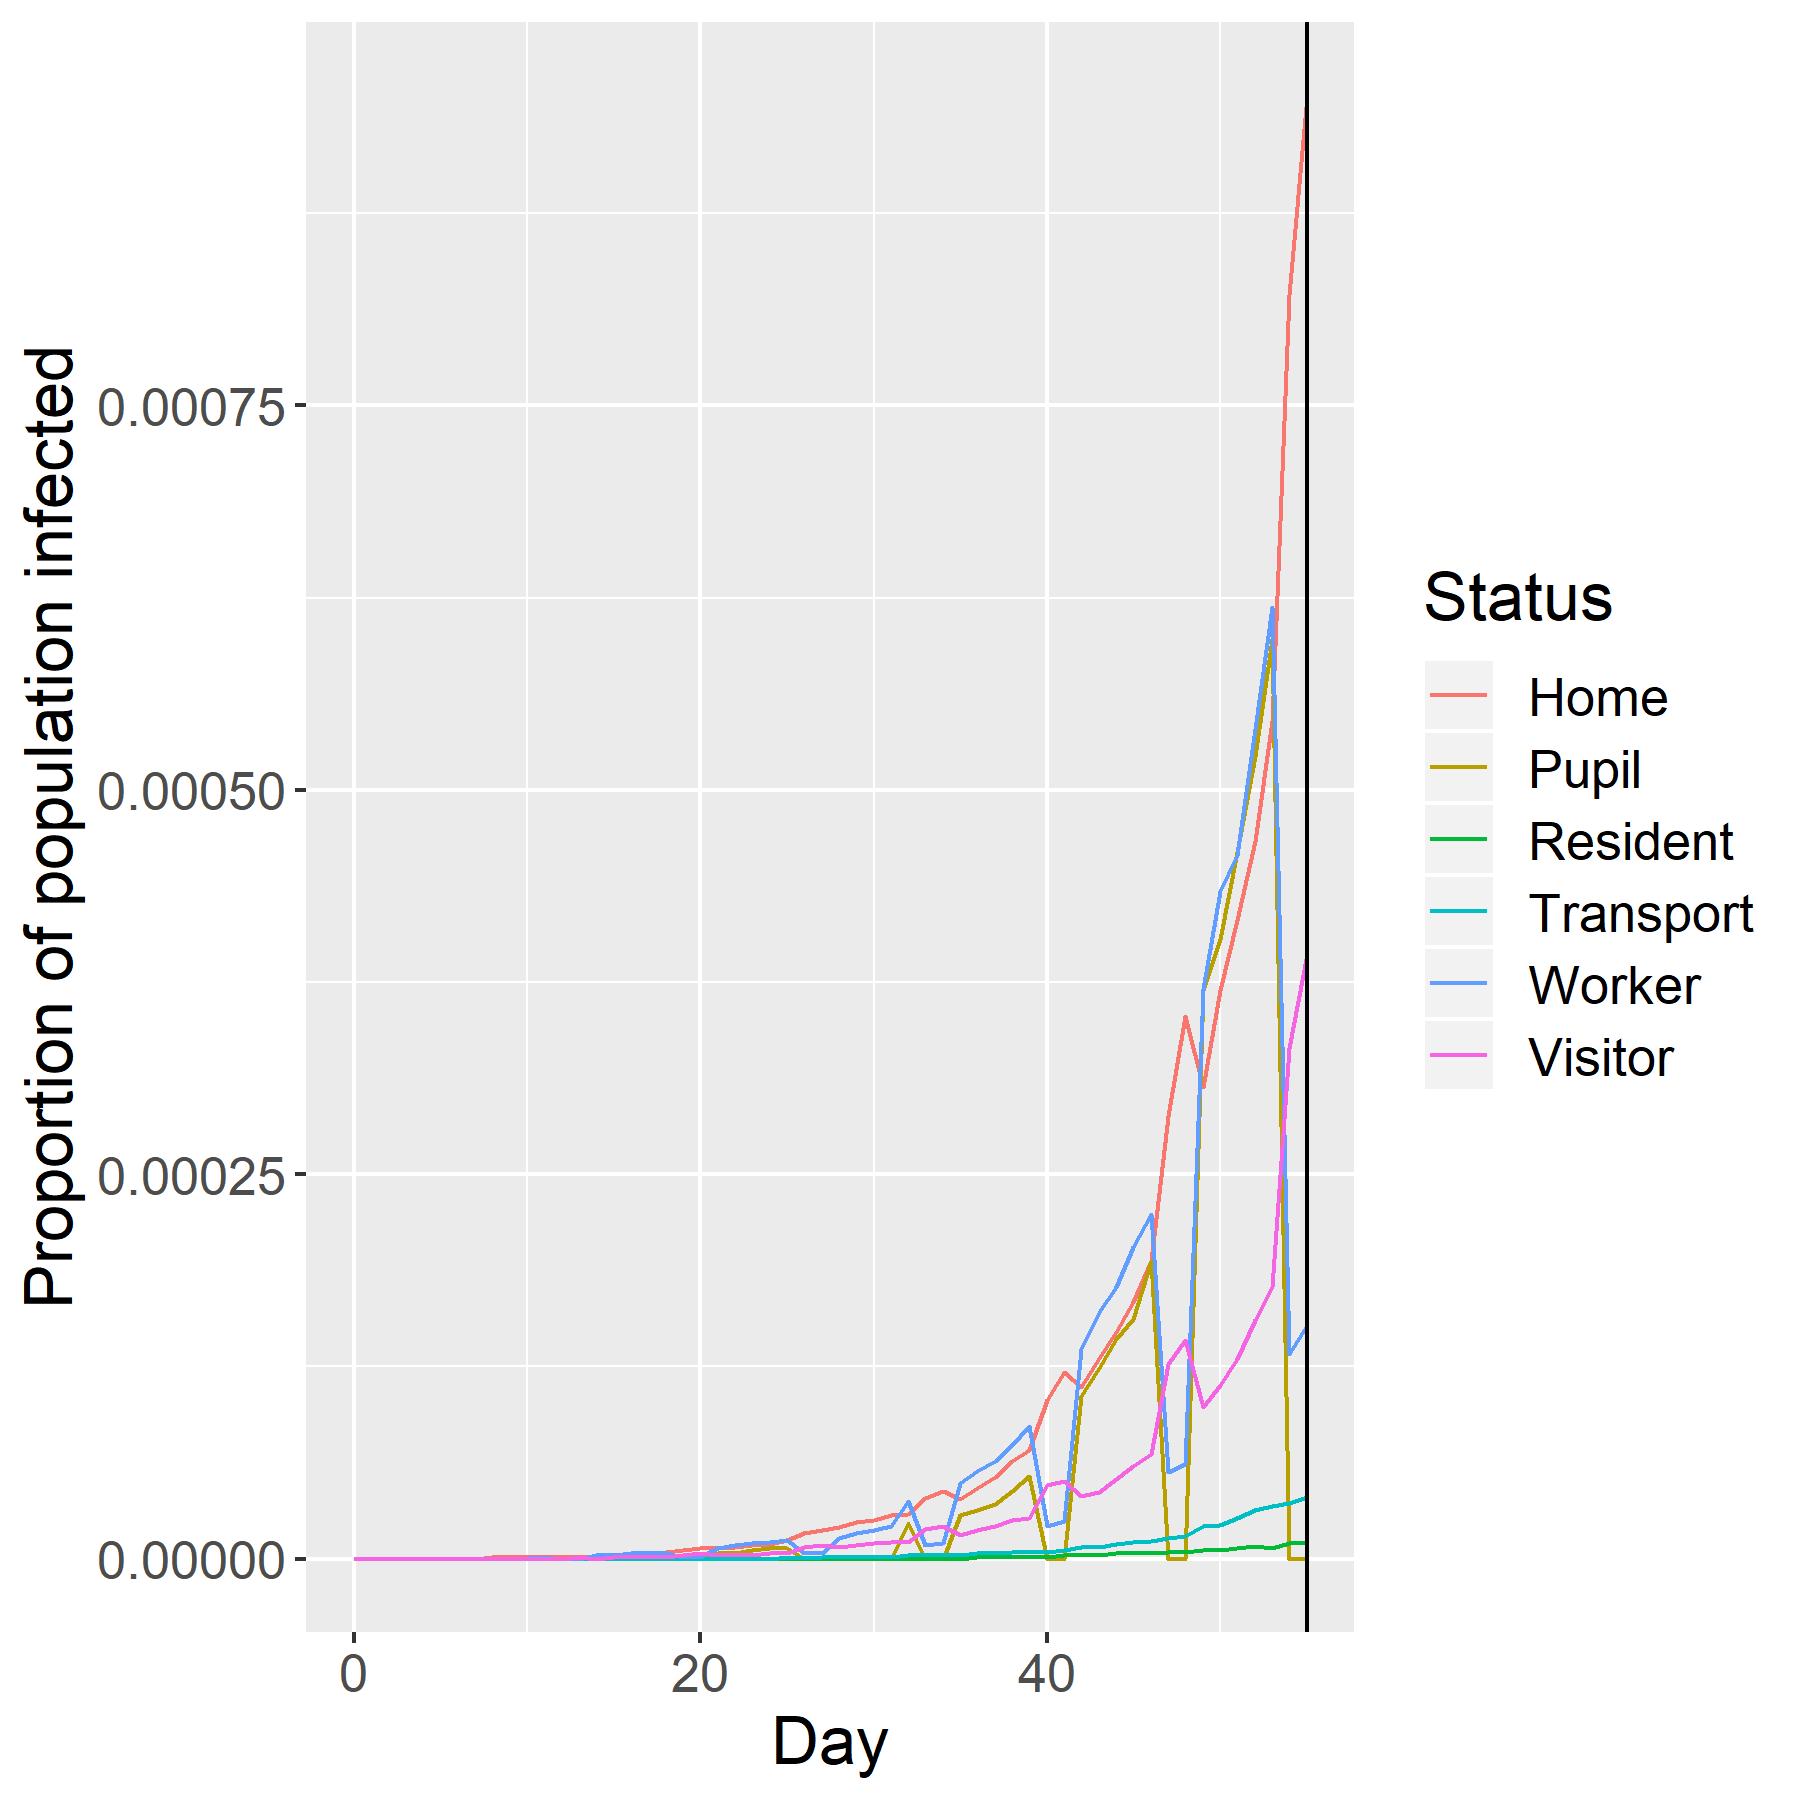 Proportion of population infected
0.00075
0.00050
0.00025
0.00000
0 20 40
Day
Status
Home
Pupil
Resident
Transport
Worker
Visitor